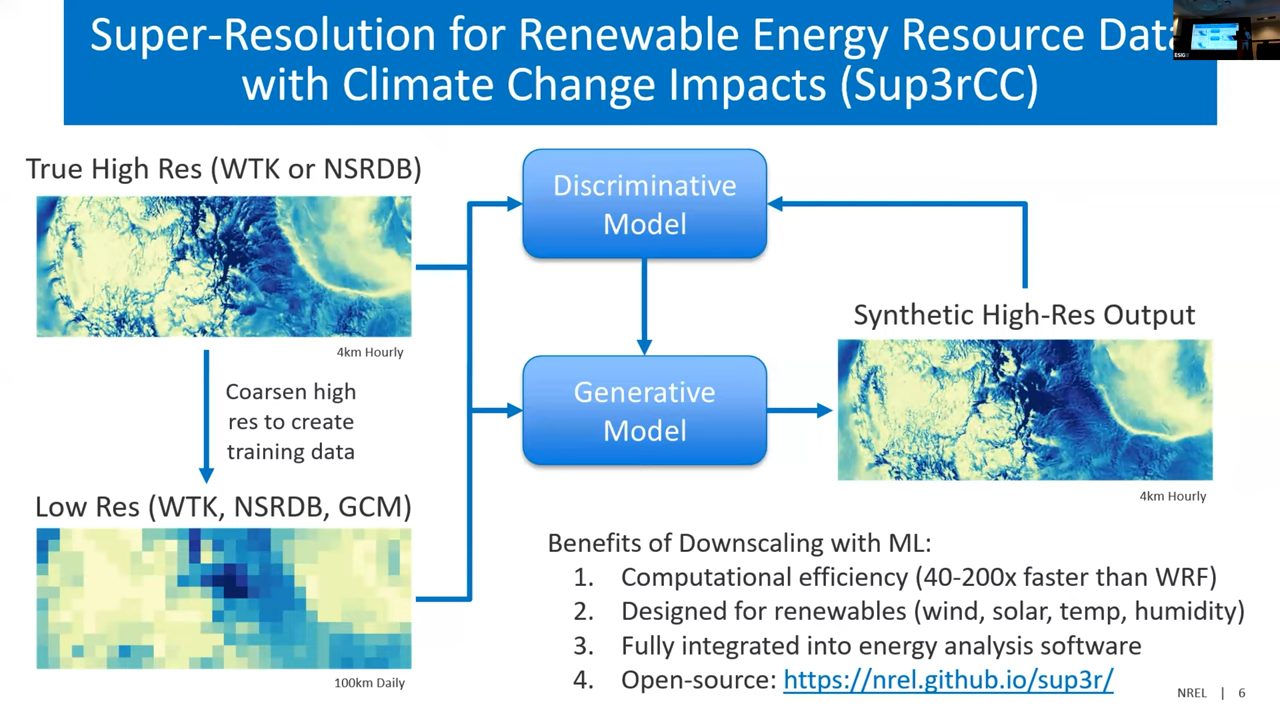 Super-Resolution for Renewable Energy Resource Data
with Climate Change Impacts (Sup3rCC)
True High Res (WTK or NSRDB)
4km Hourly
Coarsen high
res to create
training data
Low Res (WTK, NSRDB, GCM)
100km Daily
Discriminative
Model
Generative
Model
Synthetic High-Res Output
4km Hourly
Benefits of Downscaling with ML:
1. Computational efficiency (40-200x faster than WRF)
2. Designed for renewables (wind, solar, temp, humidity)
3. Fully integrated into energy analysis software
4. Open-source: https://nrel.github.io/sup3r/
NREL | 6
ESIG